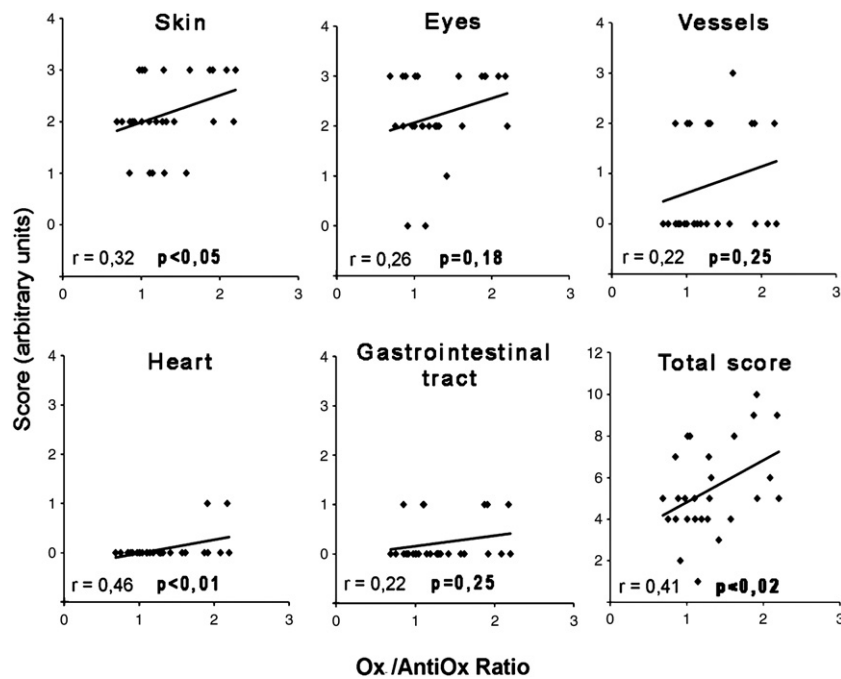 Skin
4
3
2
1
0
r = 0,32 p<0,05
0 1 2 3
Eyes
4
3
2
1
0
r = 0,26 p=0,18
0 1 2 3
Vessels
4
3
2
1
0
r = 0,22 p=0,25
0 1 2 3
Score (arbitrary units)
Heart
4
3
2
1
0
r = 0,46 p<0,01
0 1 2 3
Gastrointestinal
tract
4
3
2
1
0
r = 0,22 p=0,25
0 1 2 3
Total score
12
10
8
6
4
2
r = 0,41 p<0,02
0 1 2 3
Ox./AntiOx Ratio